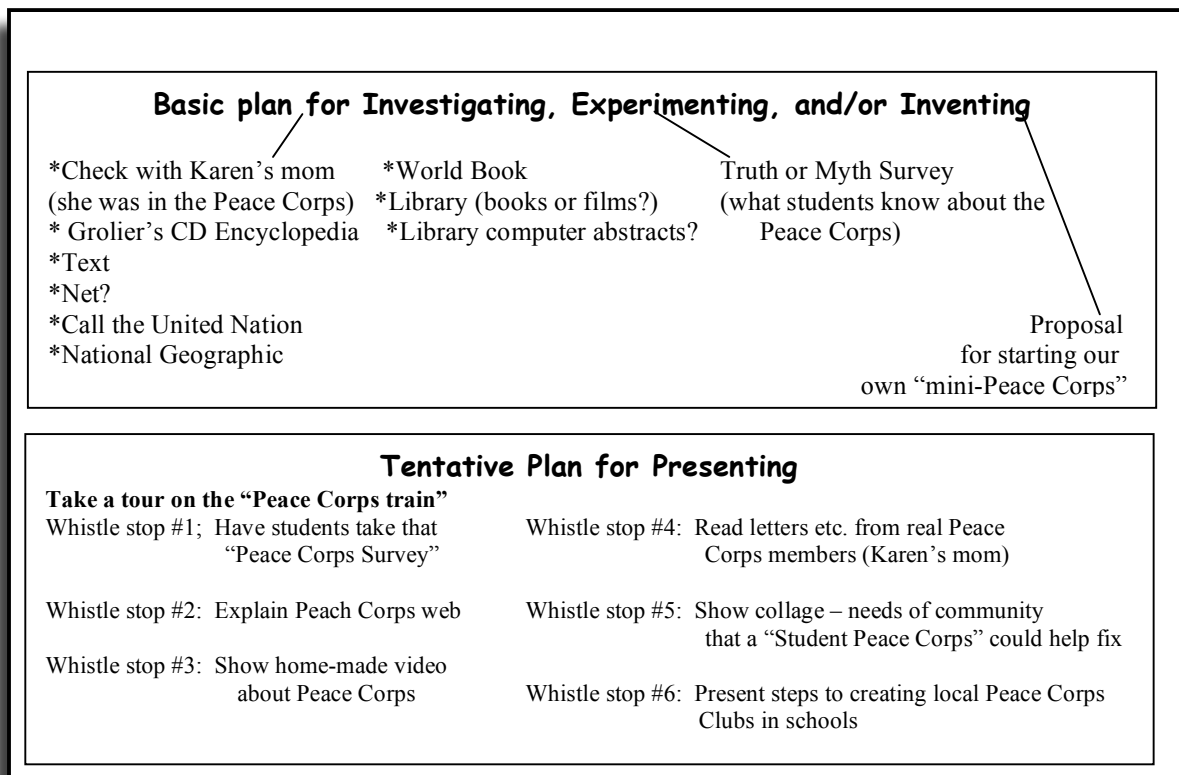 Basic plan for Investigating, Experimenting, and/or Inventing
*Check with Karen’s mom
(she was in the Peace Corps)
* Grolier’s CD Encyclopedia
*Text
*Net?
*Call the United Nation
*National Geographic
*World Book
*Library (books or films?)
*Library computer abstracts?
Truth or Myth Survey
(what students know about the
Peace Corps)
Proposal
for starting our
own “mini-Peace Corps”
Tentative Plan for Presenting
Take a tour on the “Peace Corps train”
Whistle stop #1; Have students take that
“Peace Corps Survey”
Whistle stop #2: Explain Peach Corps web
Whistle stop #3: Show home-made video
about Peace Corps
Whistle stop #4: Read letters etc. from real Peace
Corps members (Karen’s mom)
Whistle stop #5: Show collage – needs of community
that a “Student Peace Corps” could help fix
Whistle stop #6: Present steps to creating local Peace Corps
Clubs in schools